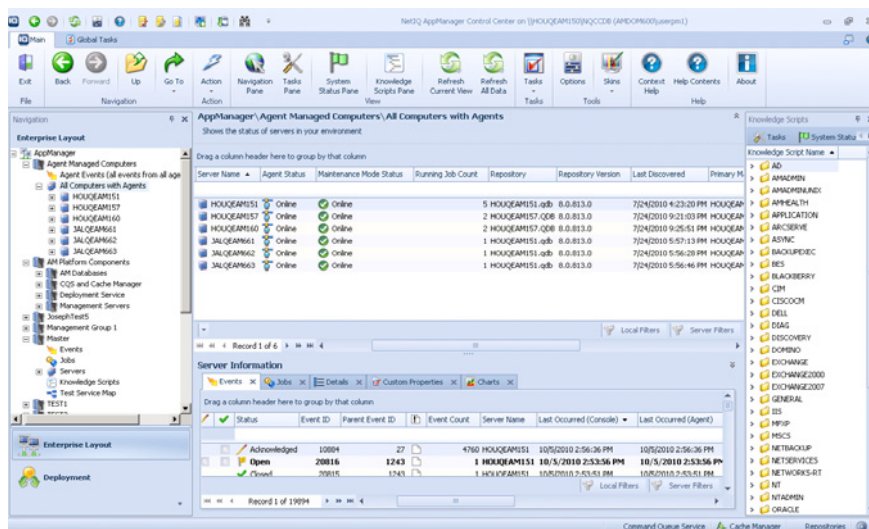 NetIQ AppManager Control Center on \\HOUQEAM150\NQCCDB (AMDOM600\userpm1)
Main Global Tasks
Exit Back Forward Up Go To Action Navigation Pane Tasks Pane System Status Pane Knowledge Scripts Pane Refresh Current View Refresh All Data Tasks Options Skins Context Help Help Contents About
File Navigation Action View Tasks Tools Help
Navigation
Enterprise Layout
AppManager
Agent Managed Computers
Agent Events (all events from all age
All Computers with Agents
HOUQEAM151
HOUQEAM157
HOUQEAM160
JALQEAM661
JALQEAM662
JALQEAM663
AM Platform Components
AM Databases
CQS and Cache Manager
Deployment Service
Management Servers
JosephTest5
Management Group 1
Master
Events
Jobs
Servers
Knowledge Scripts
Test Service Map
TEST1
Enterprise Layout
Deployment
AppManager\Agent Managed Computers\All Computers with Agents
Shows the status of servers in your environment
Drag a column header here to group by that column
Server Name Agent Status Maintenance Mode Status Running Job Count Repository Repository Version Last Discovered Primary M
HOUQEAM151 Online Online 5 HOUQEAM151.qdb 8.0.813.0 7/24/2010 4:23:20 PM HOUQEAM
HOUQEAM157 Online Online 2 HOUQEAM157.QDB 8.0.813.0 7/24/2010 9:21:03 PM HOUQEAM
HOUQEAM160 Online Online 2 HOUQEAM157.QDB 8.0.813.0 7/24/2010 9:25:51 PM HOUQEAM
JALQEAM661 Online Online 1 HOUQEAM151.qdb 8.0.813.0 7/24/2010 5:57:13 PM HOUQEAM
JALQEAM662 Online Online 1 HOUQEAM151.qdb 8.0.813.0 7/24/2010 5:56:28 PM HOUQEAM
JALQEAM663 Online Online 1 HOUQEAM151.qdb 8.0.813.0 7/24/2010 5:56:46 PM HOUQEAM
Local Filters Server Filters
Record 1 of 6
Server Information
Events Jobs Details Custom Properties Charts
Drag a column header here to group by that column
Status Event ID Parent Event ID Event Count Server Name Last Occurred (Console) Last Occurred (Agent)
Acknowledged 10084 27 4760 HOUQEAM151 10/5/2010 2:56:36 PM 10/5/2010 2:56:36 PM
Open 20816 1243 1 HOUQEAM151 10/5/2010 2:53:56 PM 10/5/2010 2:53:56 PM
Closed 20815 1243 1 HOUQEAM151 10/5/2010 2:53:51 PM
Local Filters Server Filters
Record 1 of 19894
Knowledge Scripts
Tasks System Statu
Knowledge Script Name
AD
AMADMIN
AMADMINUNIX
AMHEALTH
APPLICATION
ARCSERVE
ASYNC
BACKUPEXEC
BES
BLACKBERRY
CIM
CISCOCM
DELL
DIAG
DISCOVERY
DOMINO
EXCHANGE
EXCHANGE2000
EXCHANGE2007
GENERAL
IIS
MFXP
MSCS
NETBACKUP
NETSERVICES
NETWORKS-RT
NT
NTADMIN
ORACLE
Command Queue Service Cache Manager Repositories